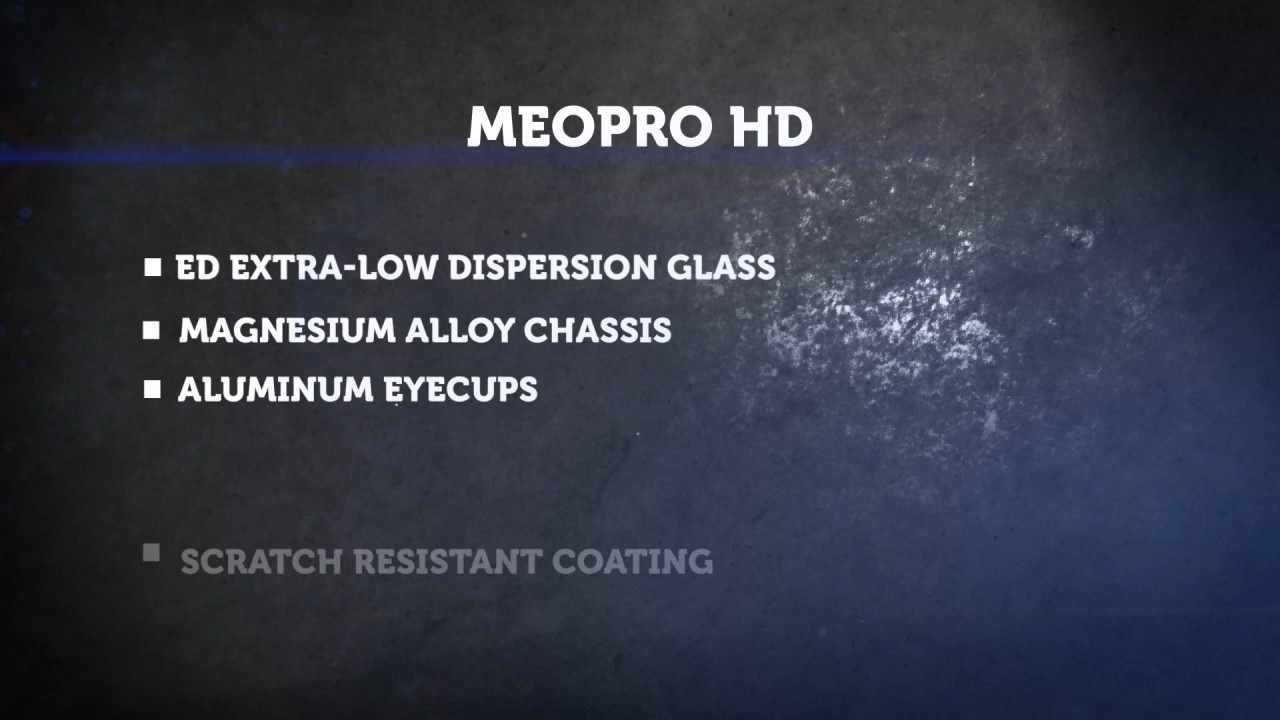 MEOPRO HD
▪ ED EXTRA-LOW DISPERSION GLASS
▪ MAGNESIUM ALLOY CHASSIS
▪ ALUMINUM EYECUPS
▪ SCRATCH RESISTANT COATING